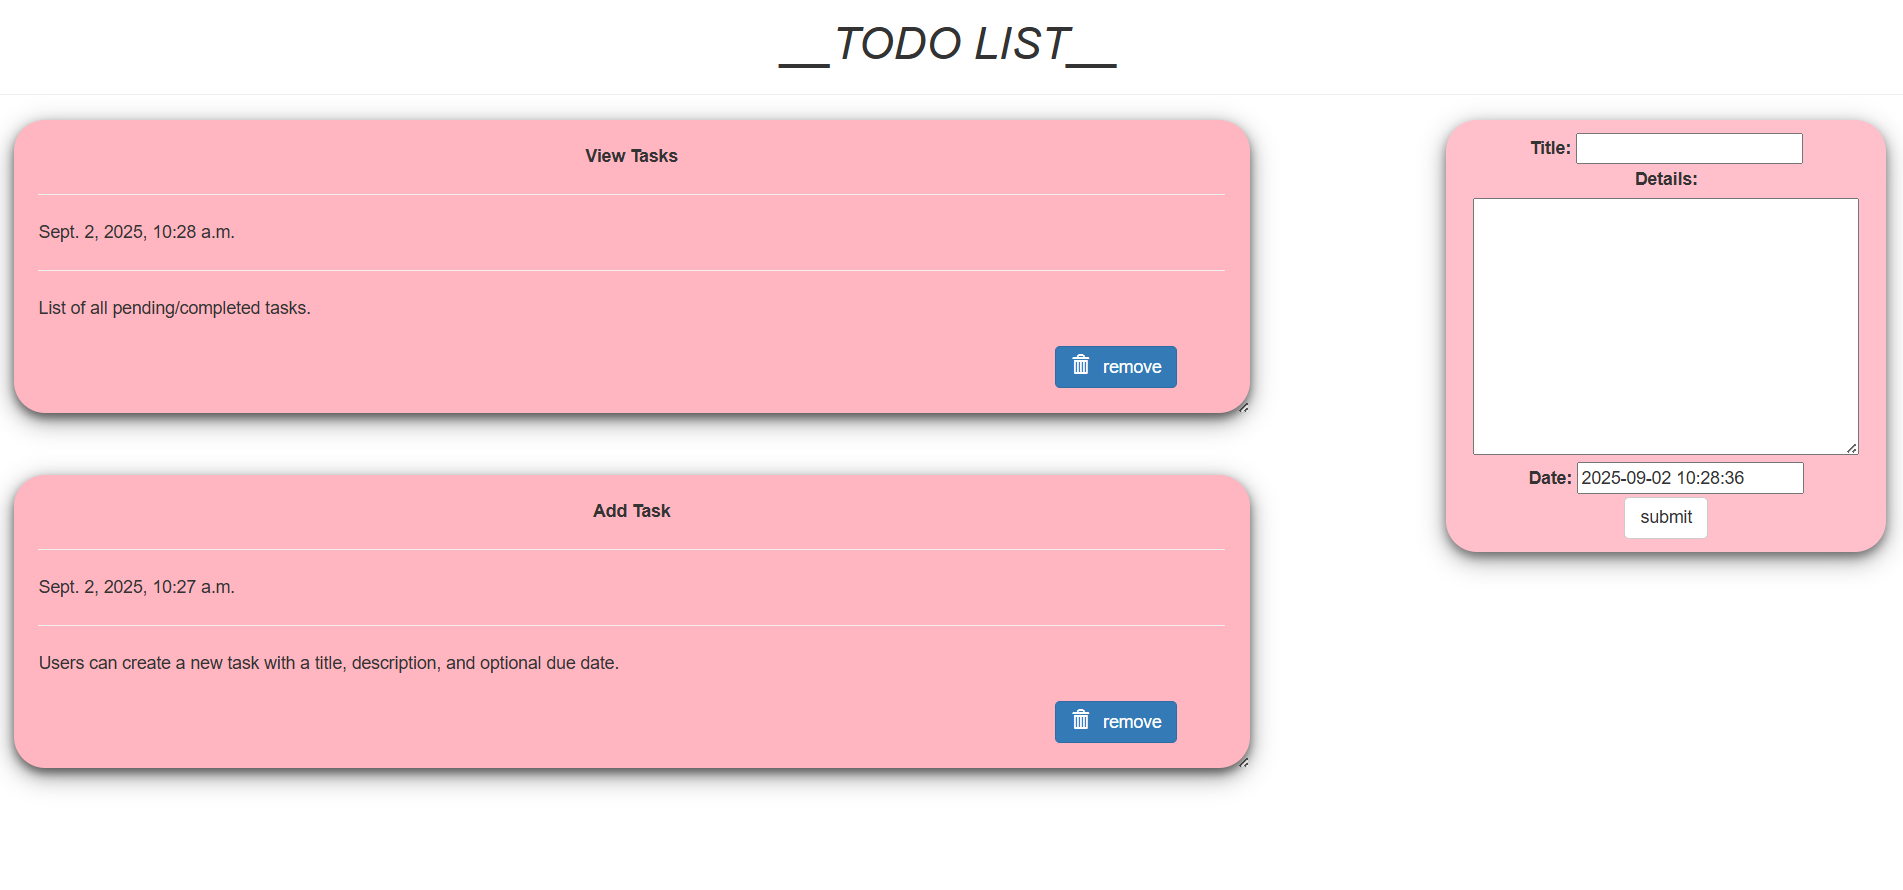 __TODO LIST__
View Tasks
Sept. 2, 2025, 10:28 a.m.
List of all pending/completed tasks.
remove
Add Task
Sept. 2, 2025, 10:27 a.m.
Users can create a new task with a title, description, and optional due date.
remove
Title:
Details:
Date: 2025-09-02 10:28:36
submit